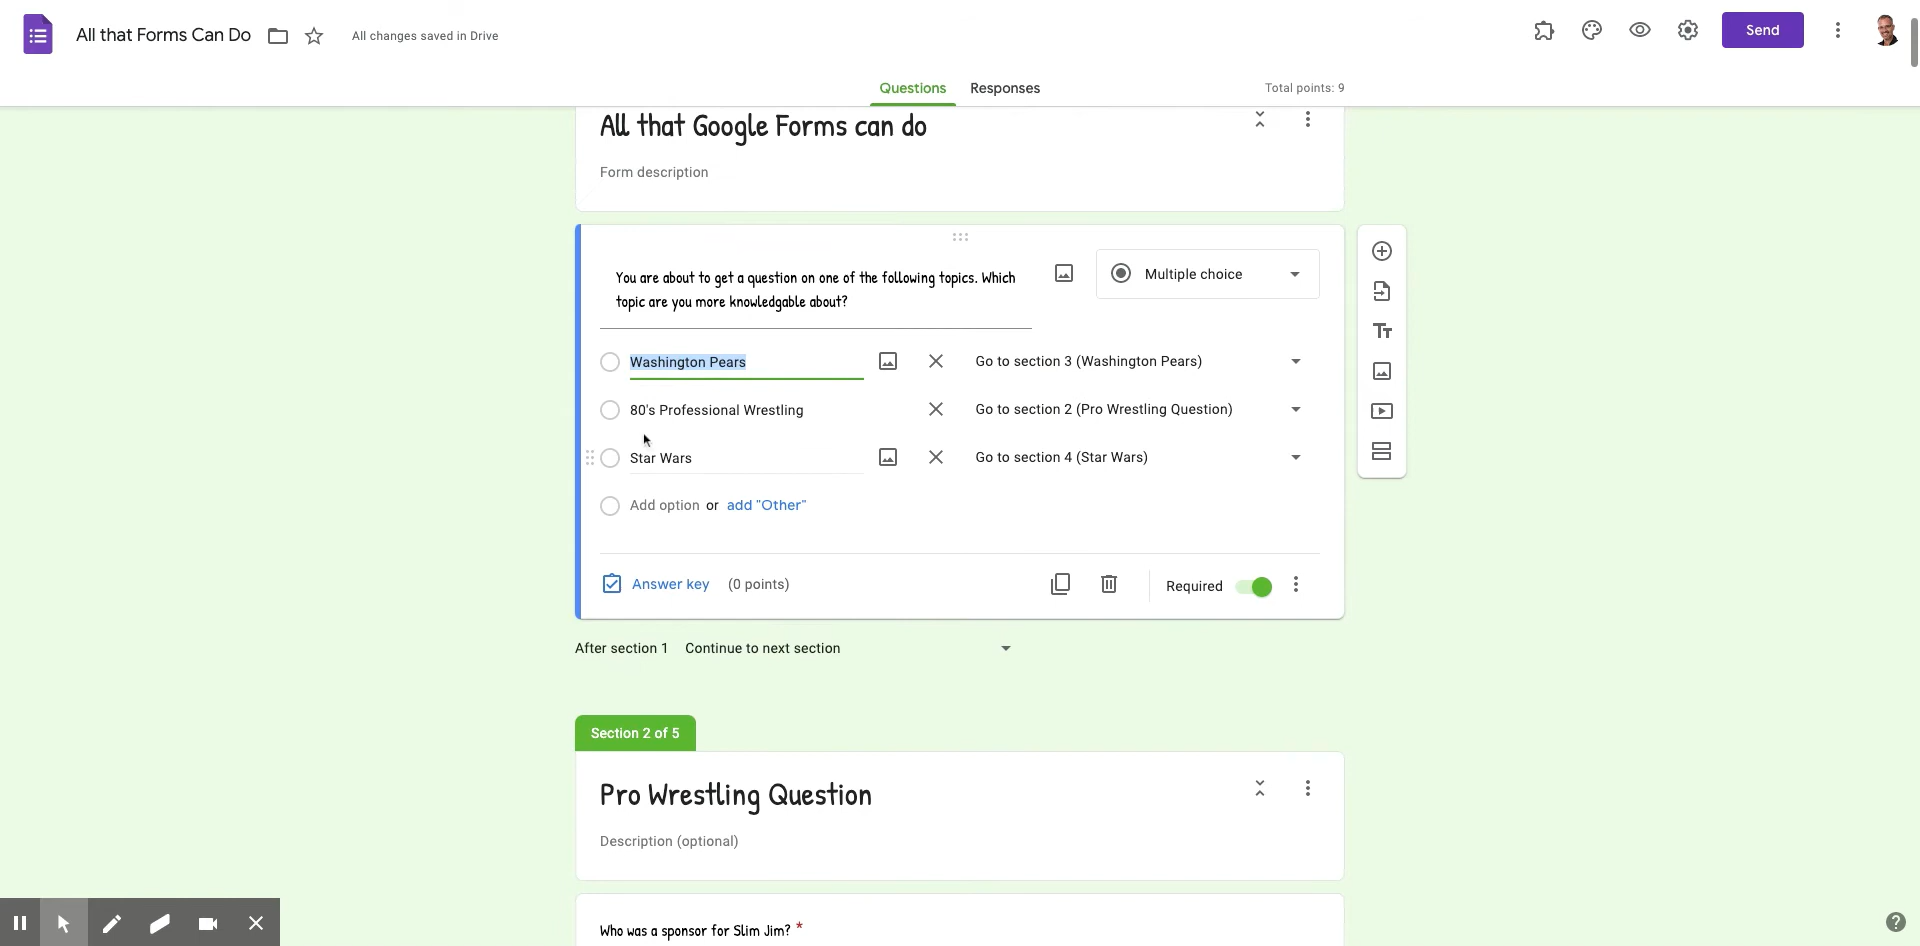 All that Forms Can Do
All changes saved in Drive
Send
Questions
Responses
Total points: 9
All that Google Forms can do
Form description
You are about to get a question on one of the following topics. Which
topic are you more knowledgable about?
Multiple choice
Washington Pears
Go to section 3 (Washington Pears)
80's Professional Wrestling
Go to section 2 (Pro Wrestling Question)
Star Wars
Go to section 4 (Star Wars)
Add option or add "Other"
Answer key (0 points)
Required
After section 1 Continue to next section
Section 2 of 5
Pro Wrestling Question
Description (optional)
Who was a sponsor for Slim Jim? *